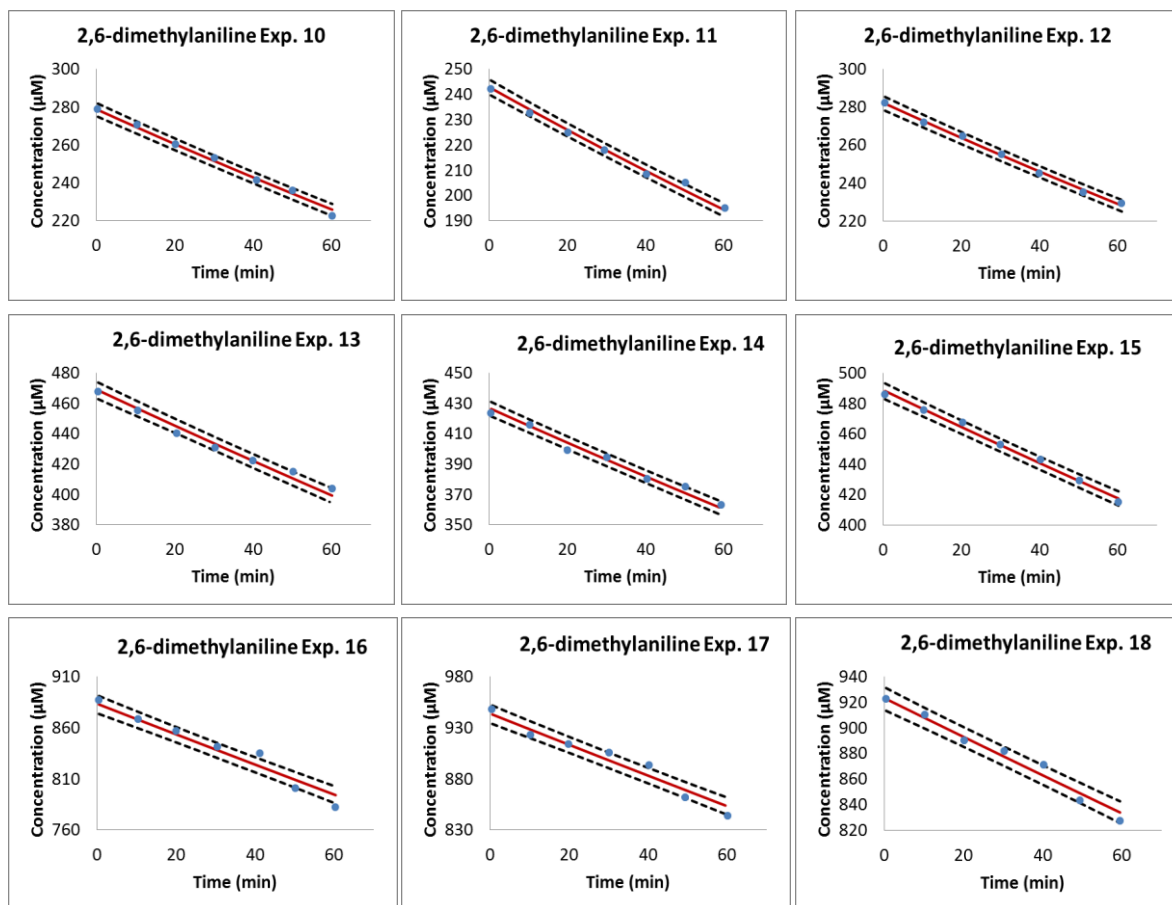 2,6-dimethylaniline Exp. 10
Concentration (µM)
300
280
260
240
220
0 20 40 60
Time (min)
2,6-dimethylaniline Exp. 11
Concentration (µM)
250
240
230
220
210
200
190
0 20 40 60
Time (min)
2,6-dimethylaniline Exp. 12
Concentration (µM)
300
280
260
240
220
0 20 40 60
Time (min)
2,6-dimethylaniline Exp. 13
Concentration (µM)
480
460
440
420
400
380
0 20 40 60
Time (min)
2,6-dimethylaniline Exp. 14
Concentration (µM)
450
430
410
390
370
350
0 20 40 60
Time (min)
2,6-dimethylaniline Exp. 15
Concentration (µM)
500
480
460
440
420
400
0 20 40 60
Time (min)
2,6-dimethylaniline Exp. 16
Concentration (µM)
910
860
810
760
0 20 40 60
Time (min)
2,6-dimethylaniline Exp. 17
Concentration (µM)
980
930
880
830
0 20 40 60
Time (min)
2,6-dimethylaniline Exp. 18
Concentration (µM)
940
920
900
880
860
840
820
0 20 40 60
Time (min)